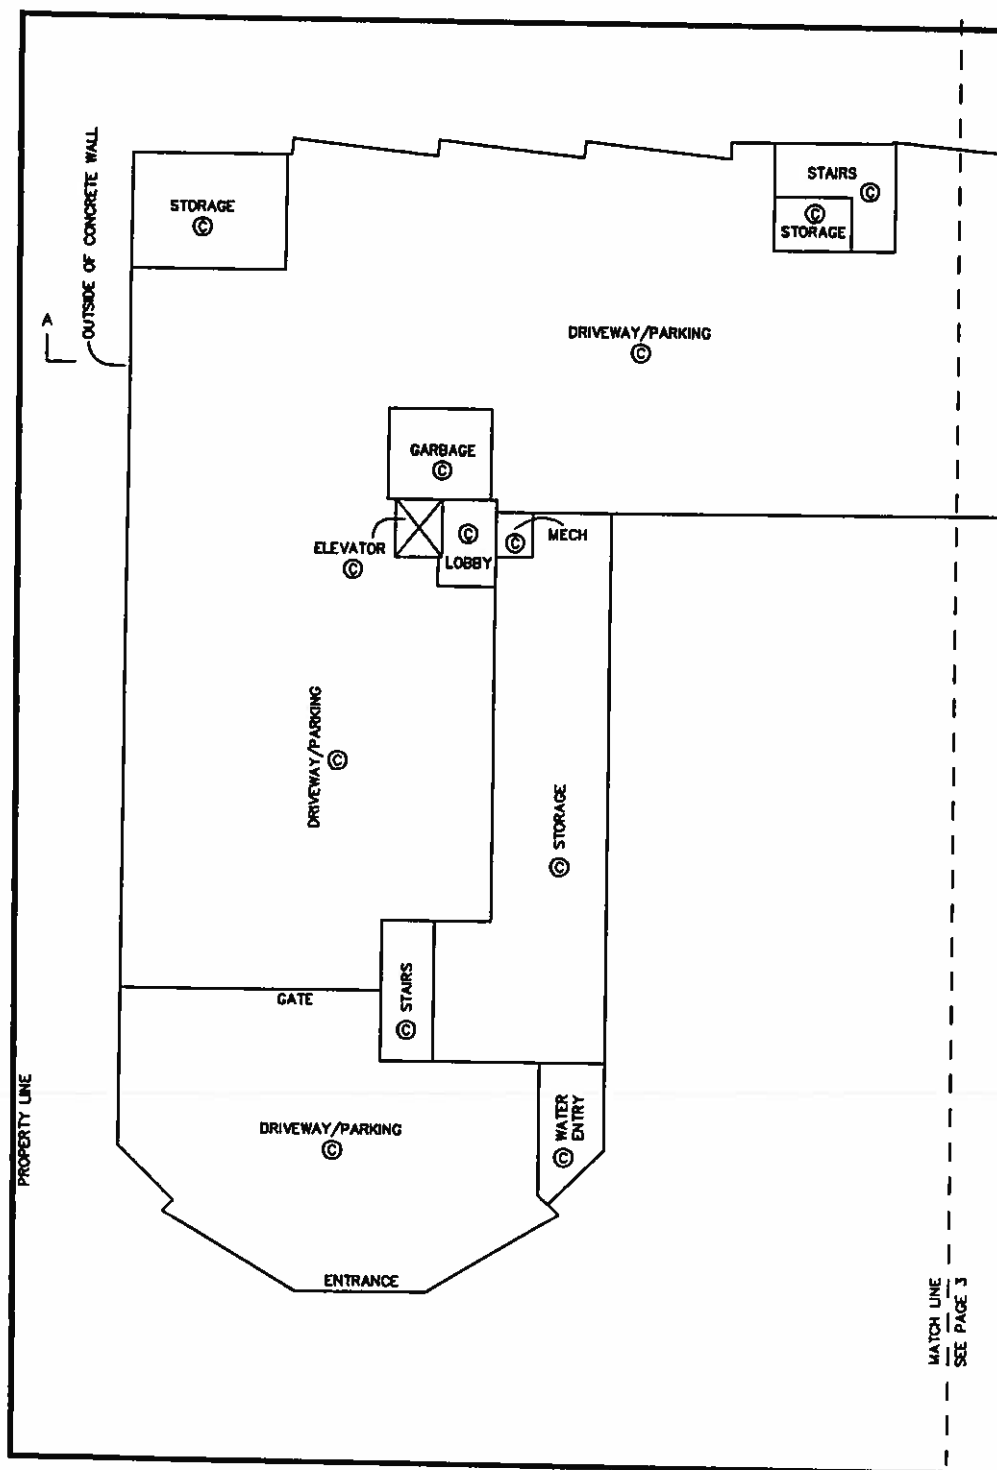 OUTSIDE OF CONCRETE WALL
A
STORAGE
Ⓒ
STAIRS
Ⓒ
Ⓒ
STORAGE
DRIVEWAY/PARKING
Ⓒ
GARBAGE
Ⓒ
ELEVATOR
Ⓒ
Ⓒ
LOBBY
Ⓒ
MECH
DRIVEWAY/PARKING
Ⓒ
Ⓒ STORAGE
GATE
Ⓒ STAIRS
PROPERTY LINE
DRIVEWAY/PARKING
Ⓒ
Ⓒ WATER
ENTRY
ENTRANCE
MATCH LINE
SEE PAGE 3